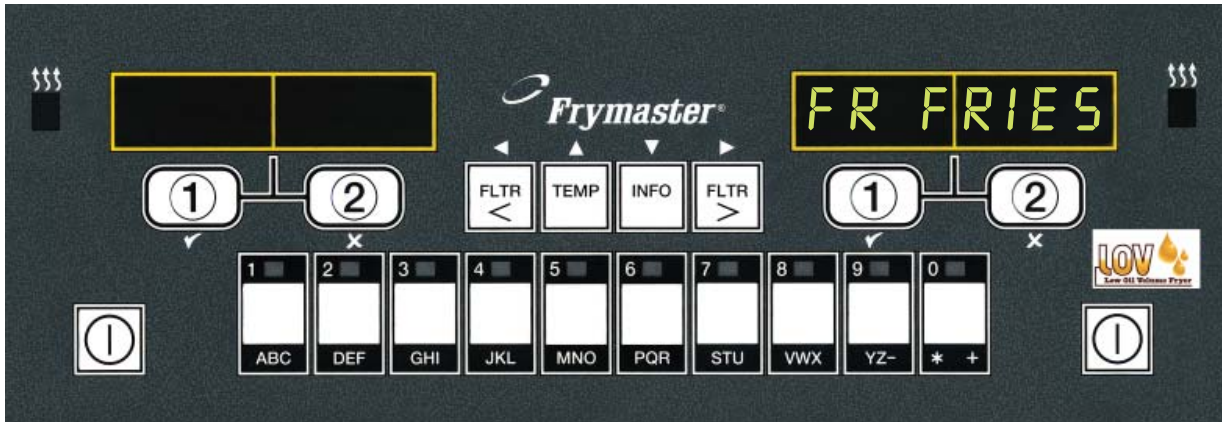 FR FRIES
Frymaster®
FLTR < TEMP INFO FLTR >
1 2 1 2
✓ × ✓ ×
LOV
Low Oil Volume Fryer
1 2 3 4 5 6 7 8 9 0
ABC DEF GHI JKL MNO PQR STU VWX YZ- * +